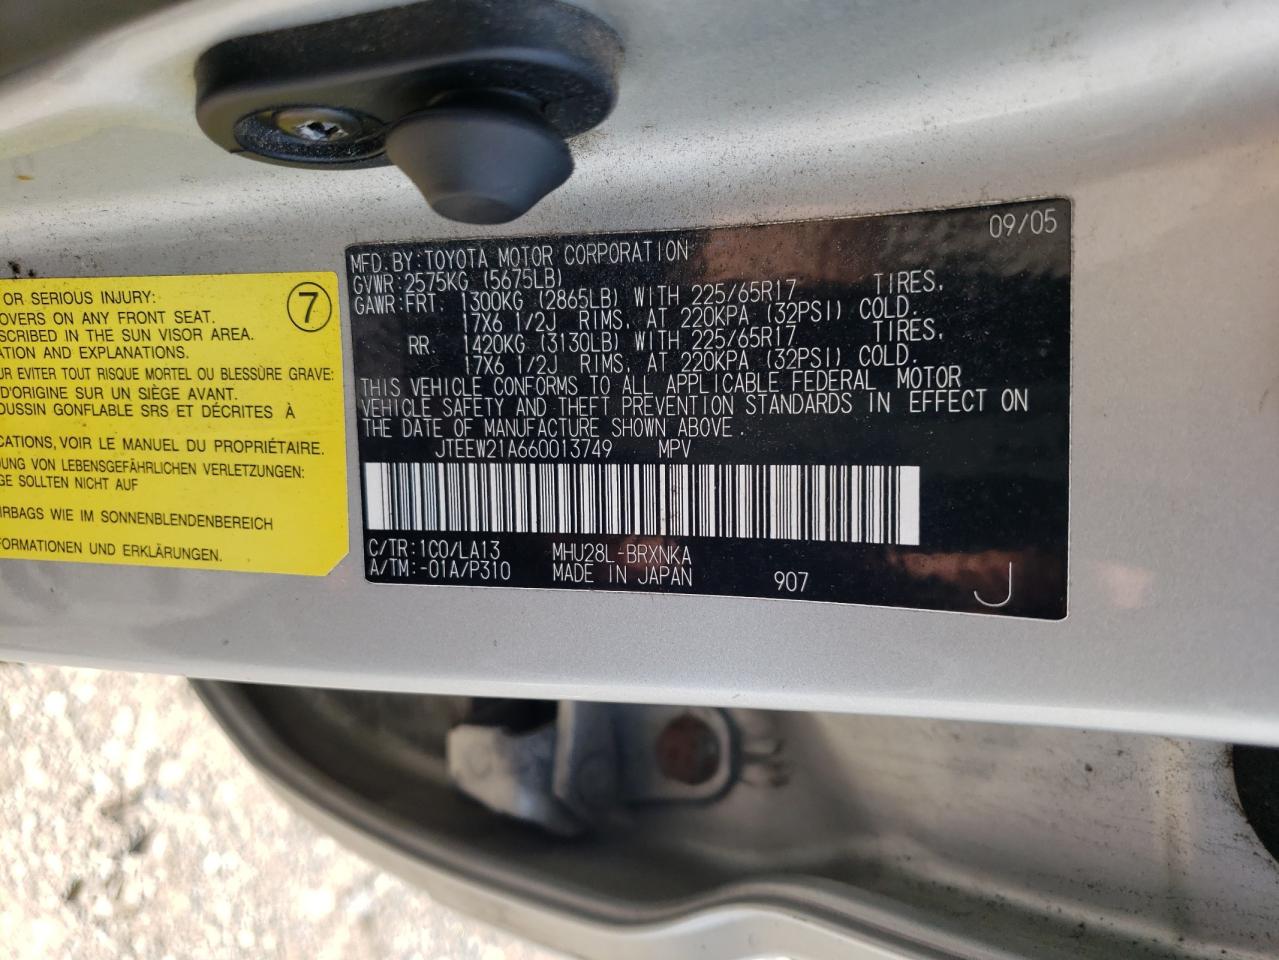 09/05
MFD. BY: TOYOTA MOTOR CORPORATION
GVWR: 2575KG (5675LB)
GAWR: FRT. 1300KG (2865LB) WITH 225/65R17 TIRES,
17X6 1/2J RIMS, AT 220KPA (32PSI) COLD.
RR. 1420KG (3130LB) WITH 225/65R17 TIRES,
17X6 1/2J RIMS, AT 220KPA (32PSI) COLD.
THIS VEHICLE CONFORMS TO ALL APPLICABLE FEDERAL MOTOR
VEHICLE SAFETY AND THEFT PREVENTION STANDARDS IN EFFECT ON
THE DATE OF MANUFACTURE SHOWN ABOVE.
JTEEW21A660013749 MPV
C/TR: 1C0/LA13 MHU28L-BRXNKA
A/TM: -01A/P310 MADE IN JAPAN 907 J
OR SERIOUS INJURY: 7
OVERS ON ANY FRONT SEAT.
SCRIBED IN THE SUN VISOR AREA.
ATION AND EXPLANATIONS.
UR EVITER TOUT RISQUE MORTEL OU BLESSÜRE GRAVE:
D'ORIGINE SUR UN SIÈGE AVANT.
OUSSIN GONFLABLE SRS ET DÉCRITES À
CATIONS, VOIR LE MANUEL DU PROPRIÉTAIRE.
DUNG VON LEBENSGEFÄHRLICHEN VERLETZUNGEN:
GE SOLLTEN NICHT AUF
IRBAGS WIE IM SONNENBLENDENBEREICH
FORMATIONEN UND ERKLÄRUNGEN.